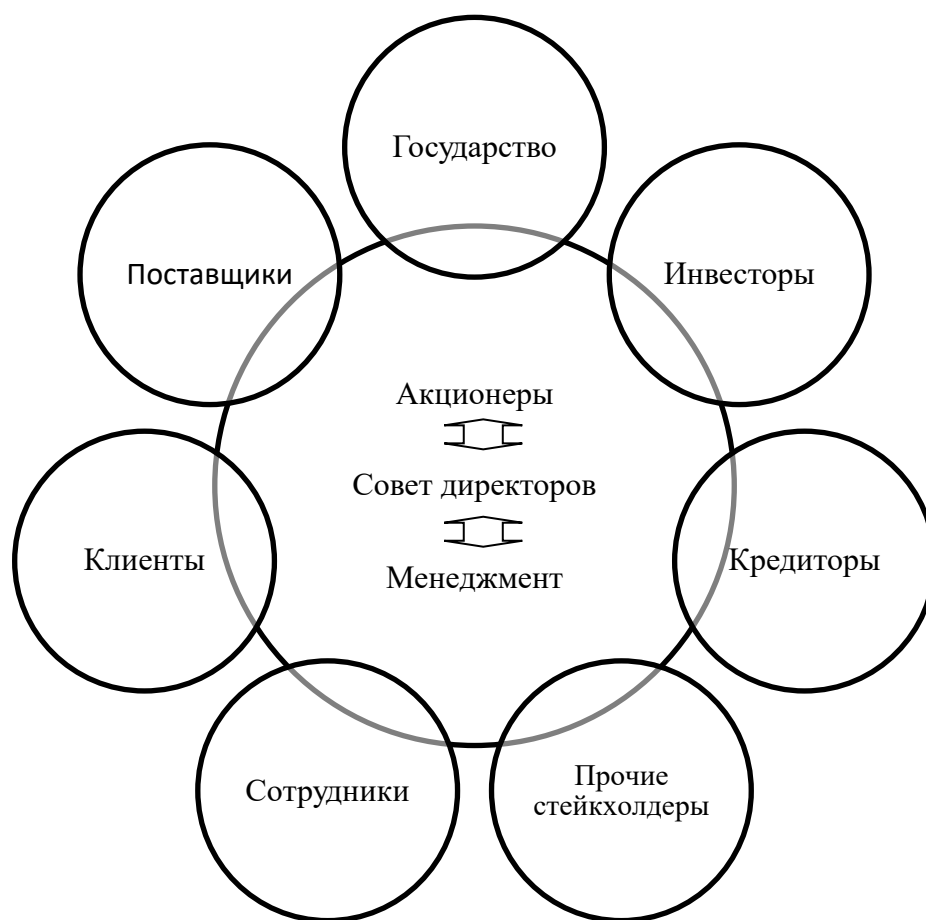 Государство
Поставщики
Инвесторы
Акционеры
Совет директоров
Менеджмент
Клиенты
Кредиторы
Сотрудники
Прочие
стейкхолдеры